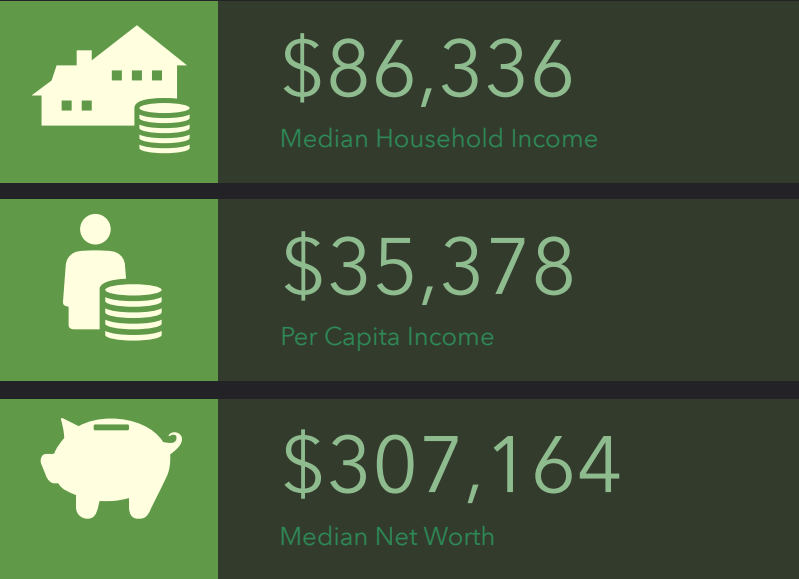 $86,336
Median Household Income
$35,378
Per Capita Income
$307,164
Median Net Worth